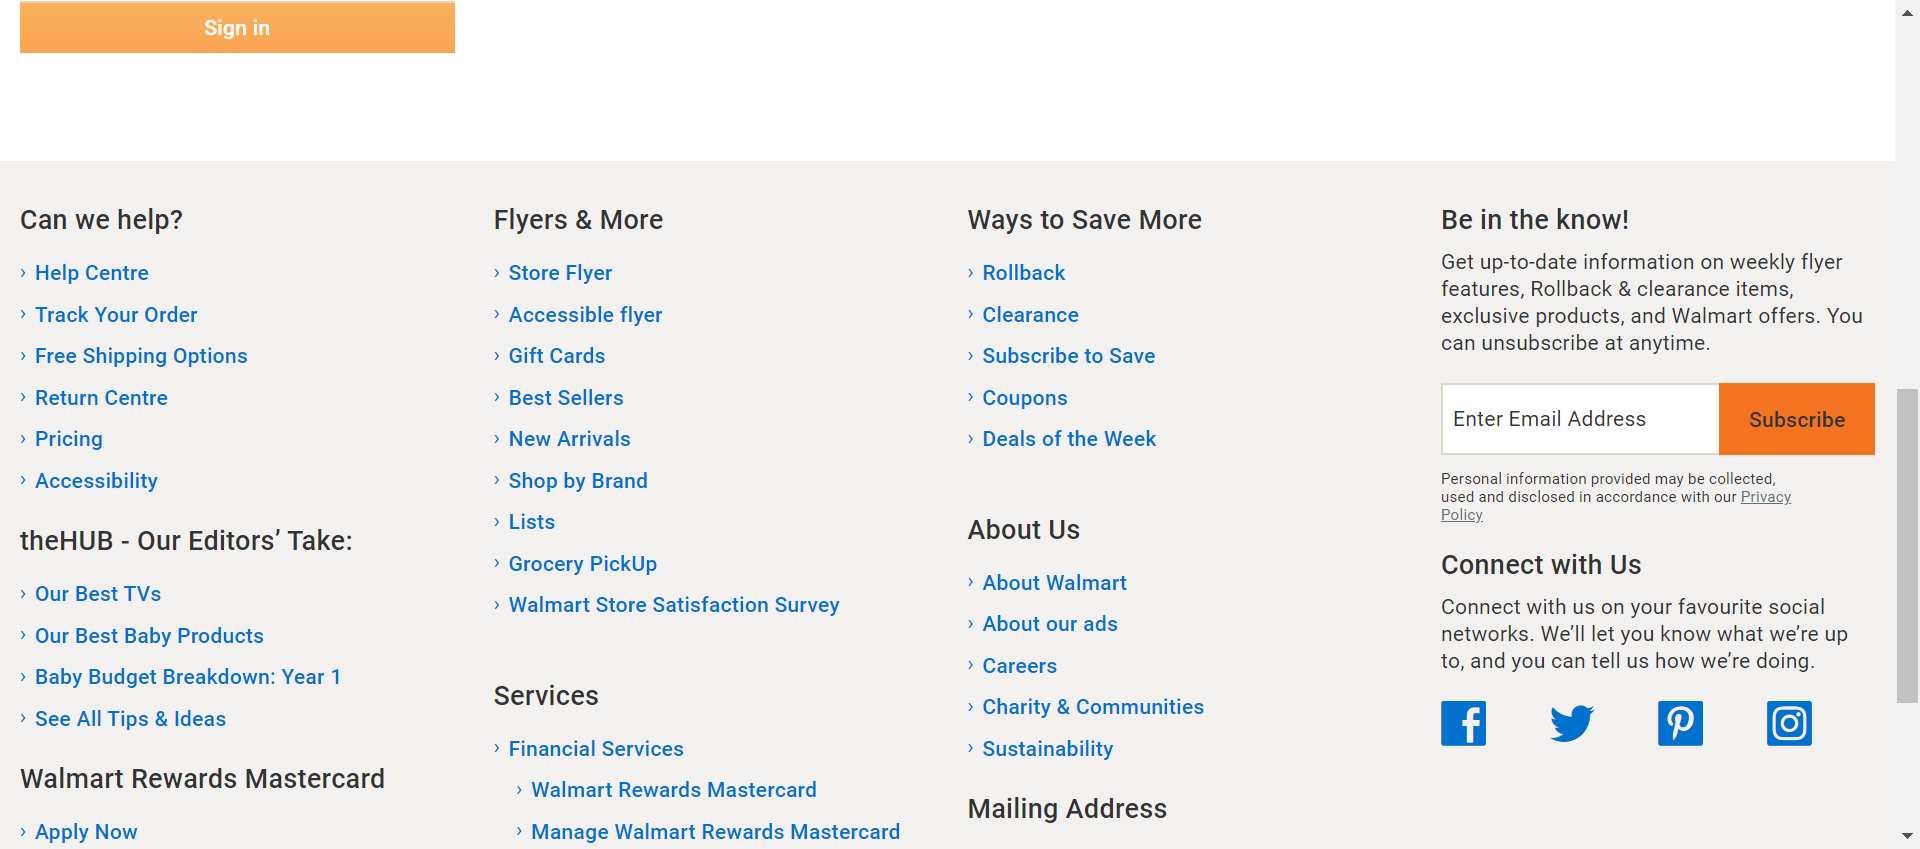 Sign in
Can we help?
› Help Centre
› Track Your Order
› Free Shipping Options
› Return Centre
› Pricing
› Accessibility
theHUB - Our Editors’ Take:
› Our Best TVs
› Our Best Baby Products
› Baby Budget Breakdown: Year 1
› See All Tips & Ideas
Walmart Rewards Mastercard
› Apply Now
Flyers & More
› Store Flyer
› Accessible flyer
› Gift Cards
› Best Sellers
› New Arrivals
› Shop by Brand
› Lists
› Grocery PickUp
› Walmart Store Satisfaction Survey
Services
› Financial Services
› Walmart Rewards Mastercard
› Manage Walmart Rewards Mastercard
Ways to Save More
› Rollback
› Clearance
› Subscribe to Save
› Coupons
› Deals of the Week
About Us
› About Walmart
› About our ads
› Careers
› Charity & Communities
› Sustainability
Mailing Address
Be in the know!
Get up-to-date information on weekly flyer
features, Rollback & clearance items,
exclusive products, and Walmart offers. You
can unsubscribe at anytime.
Enter Email Address
Subscribe
Personal information provided may be collected,
used and disclosed in accordance with our Privacy
Policy
Connect with Us
Connect with us on your favourite social
networks. We’ll let you know what we’re up
to, and you can tell us how we’re doing.